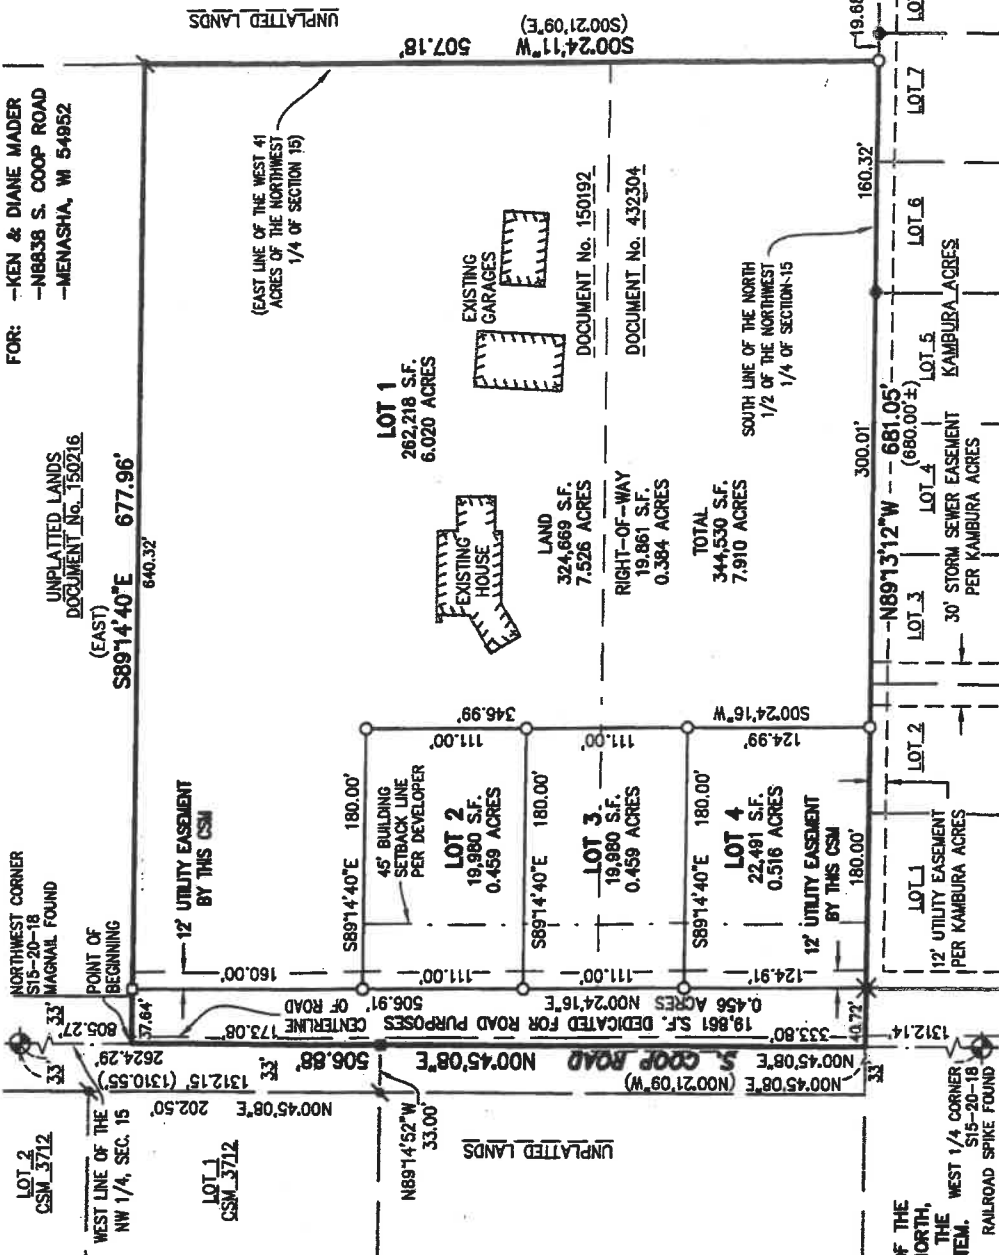 FOR: -KEN & DIANE MADER
-N8838 S. COOP ROAD
-MENASHA, WI 54952
UNPLATTED LANDS
S00°24'11"W 507.18'
(S00°21'09"E)
(EAST LINE OF THE WEST 41
ACRES OF THE NORTHWEST
1/4 OF SECTION 15)
UNPLATTED LANDS
DOCUMENT No. 150216
(EAST)
S89°14'40"E 677.96'
640.32'
LOT 1
262,218 S.F.
6.020 ACRES
EXISTING
GARAGES
EXISTING
HOUSE
DOCUMENT No. 150192
DOCUMENT No. 432304
LAND
324,669 S.F.
7.526 ACRES
RIGHT-OF-WAY
19,861 S.F.
0.384 ACRES
TOTAL
344,530 S.F.
7.910 ACRES
SOUTH LINE OF THE NORTH
1/2 OF THE NORTHWEST
1/4 OF SECTION 15
19.68
160.32'
300.01'
N89°13'12"W 681.05'
(680.00'±)
LOT 7
LOT 6
LOT 5
KAMBURA ACRES
LOT 4
LOT 3
LOT 2
LOT 1
30' STORM SEWER EASEMENT
PER KAMBURA ACRES
12' UTILITY EASEMENT
PER KAMBURA ACRES
346.99'
S00°24'16"W
111.00'
111.00'
124.99'
45' BUILDING
SETBACK LINE
PER DEVELOPER
S89°14'40"E 180.00'
LOT 2
19,980 S.F.
0.459 ACRES
S89°14'40"E 180.00'
LOT 3
19,980 S.F.
0.459 ACRES
S89°14'40"E 180.00'
LOT 4
22,491 S.F.
0.516 ACRES
12' UTILITY EASEMENT
BY THIS CSM
180.00'
12' UTILITY EASEMENT
BY THIS CSM
NORTHWEST CORNER
S15-20-18
MAGNAIL FOUND
POINT OF
BEGINNING
160.00'
111.00'
111.00'
124.91'
N00°24'16"E 506.91'
19,861 S.F. DEDICATED FOR ROAD PURPOSES
0.456 ACRES
CENTERLINE
OF ROAD
37.64'
173.08'
333.80'
40.72'
N00°45'08"E 506.88'
S. COOP ROAD
N00°45'08"E
33'
33'
33'
33'
805.27'
2624.29'
1312.15' (1310.55')
1312.14'
N00°45'08"E (N00°21'09"W)
N00°45'08"E 202.50'
N89°14'52"W
33.00'
UNPLATTED LANDS
LOT 2
CSM 3712
WEST LINE OF THE
NW 1/4, SEC. 15
LOT 1
CSM 3712
WEST 1/4 CORNER
S15-20-18
RAILROAD SPIKE FOUND
OF THE
THE